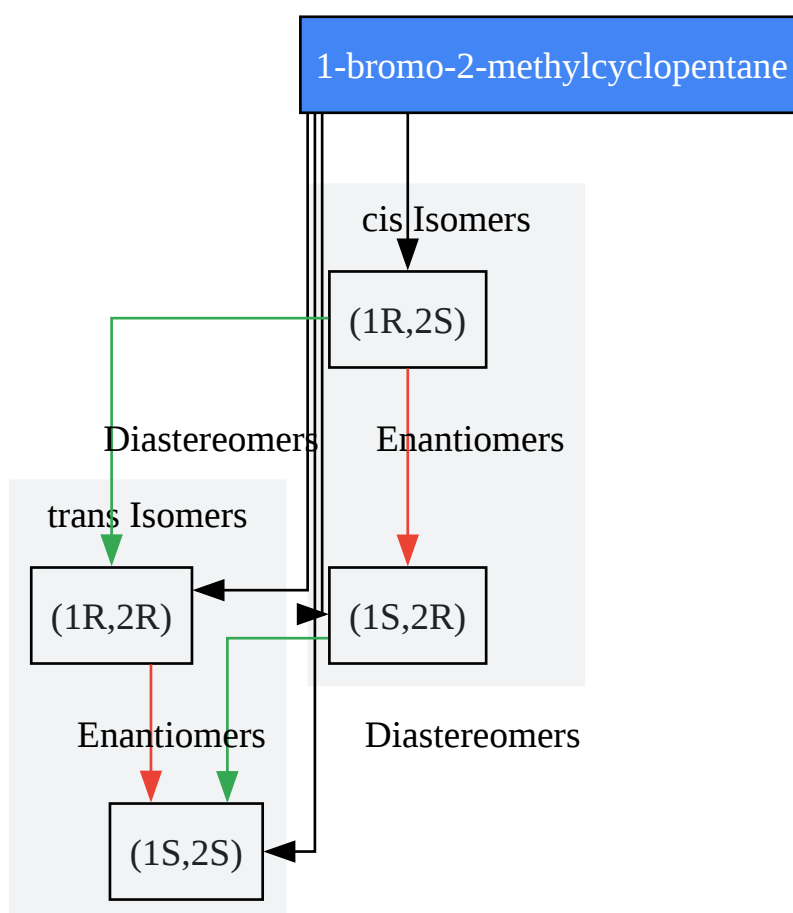 1-bromo-2-methylcyclopentane
cis Isomers
(1R,2S)
Diastereomers
Enantiomers
trans Isomers
(1R,2R)
(1S,2R)
Enantiomers
Diastereomers
(1S,2S)